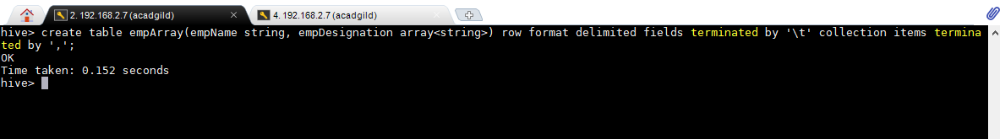 2. 192.168.2.7 (acadgild)
4. 192.168.2.7 (acadgild)
hive> create table empArray(empName string, empDesignation array<string>) row format delimited fields terminated by '\t' collection items termina
ted by ',';
OK
Time taken: 0.152 seconds
hive>